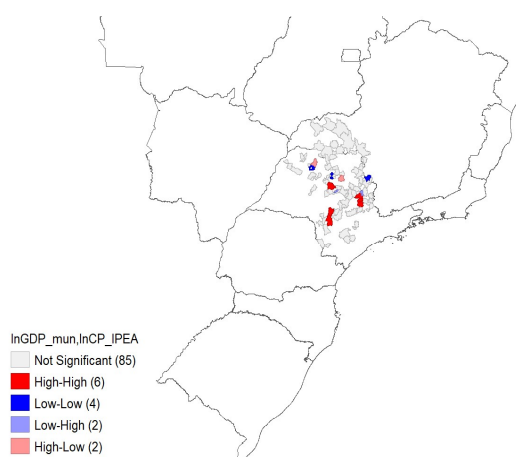 lnGDP_mun,lnCP_IPEA
Not Significant (85)
High-High (6)
Low-Low (4)
Low-High (2)
High-Low (2)